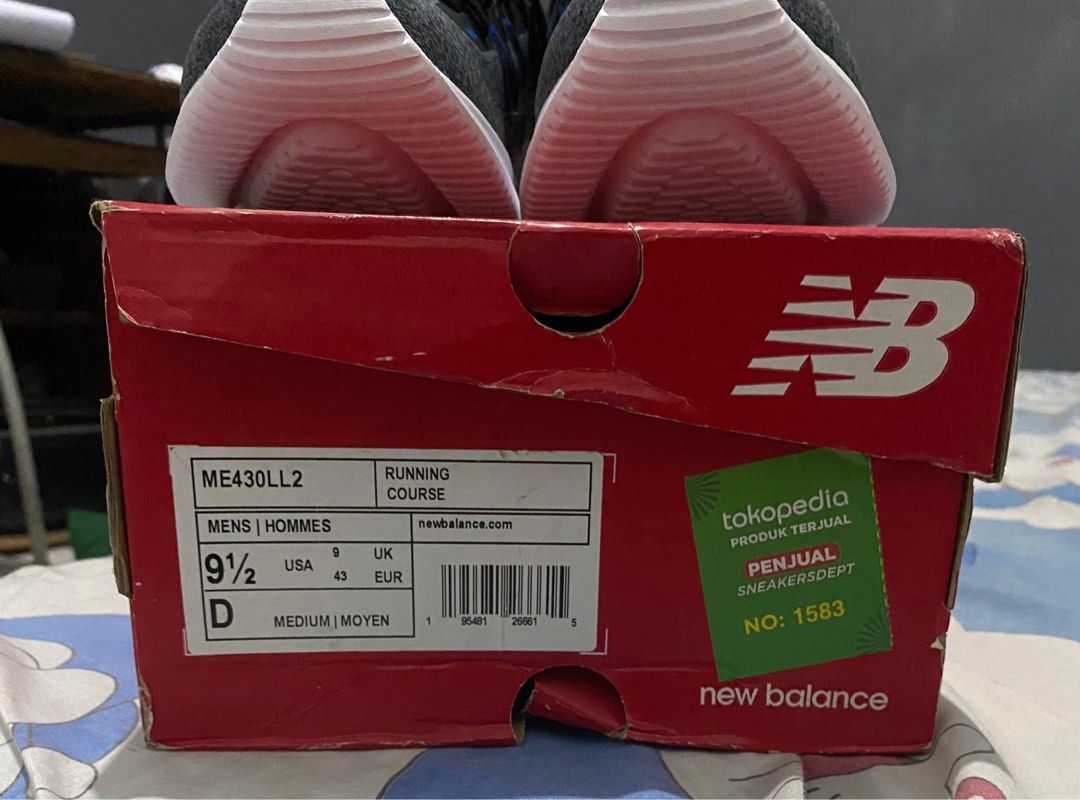 NB
ME430LL2
RUNNING
COURSE
MENS | HOMMES
newbalance.com
9½ USA 9 UK
43 EUR
D MEDIUM | MOYEN
1 95481 26661 5
tokopedia
PRODUK TERJUAL
PENJUAL
SNEAKERSDEPT
NO: 1583
new balance